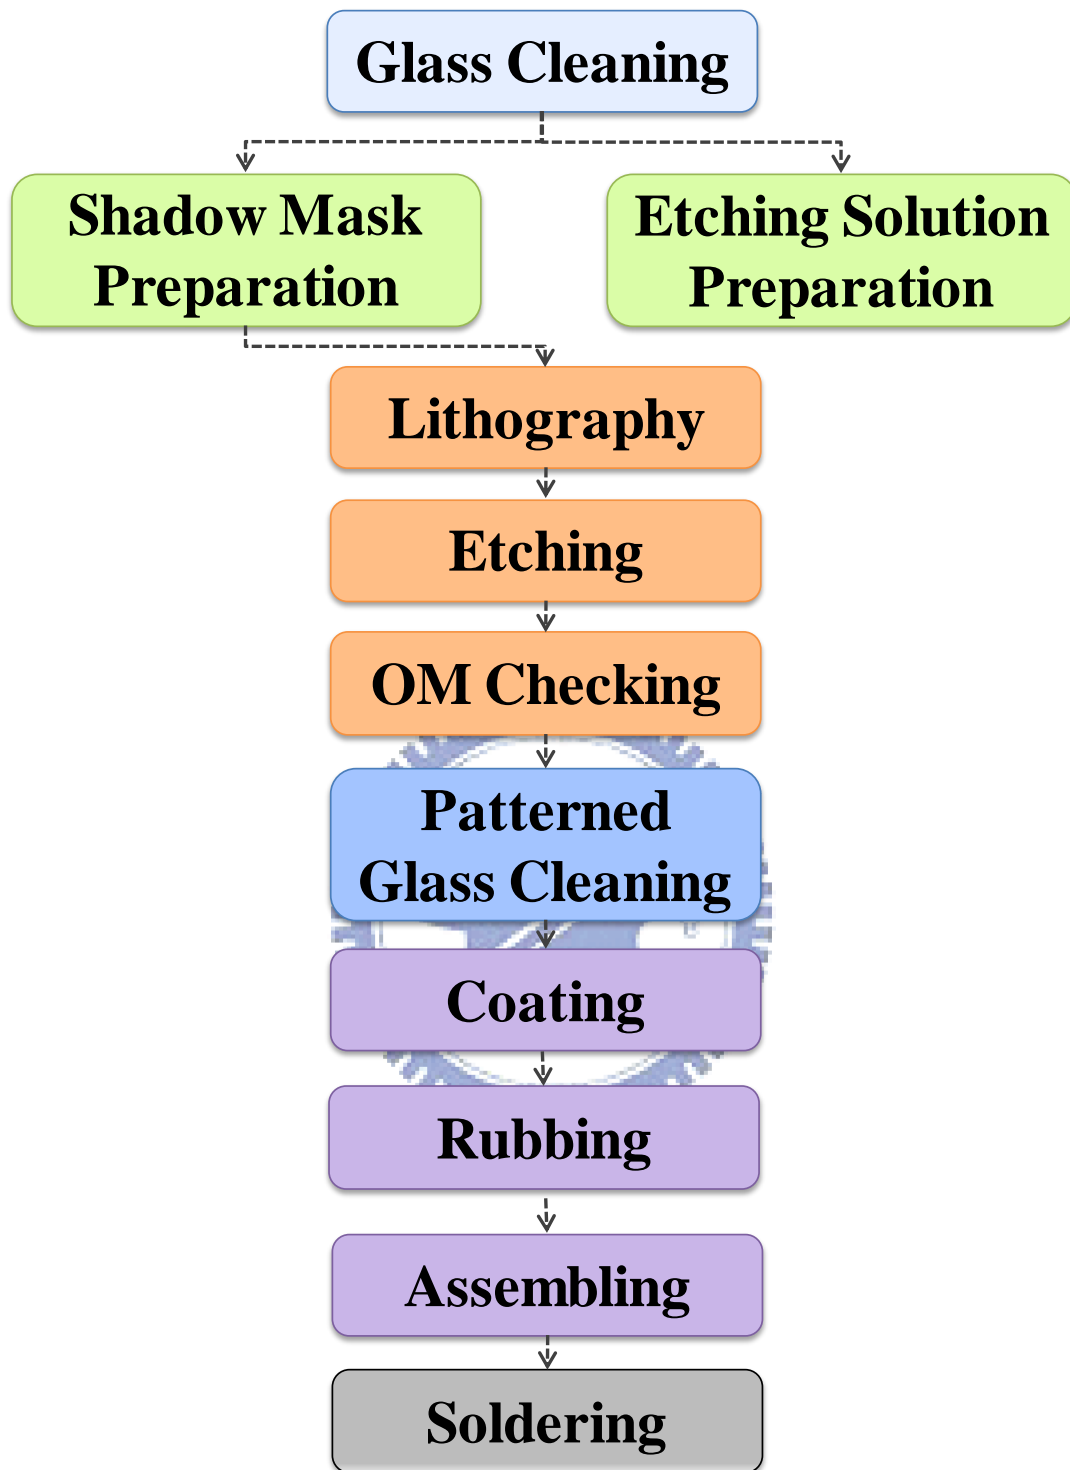 Glass Cleaning
Shadow Mask
Preparation
Etching Solution
Preparation
Lithography
Etching
OM Checking
Patterned
Glass Cleaning
Coating
Rubbing
Assembling
Soldering